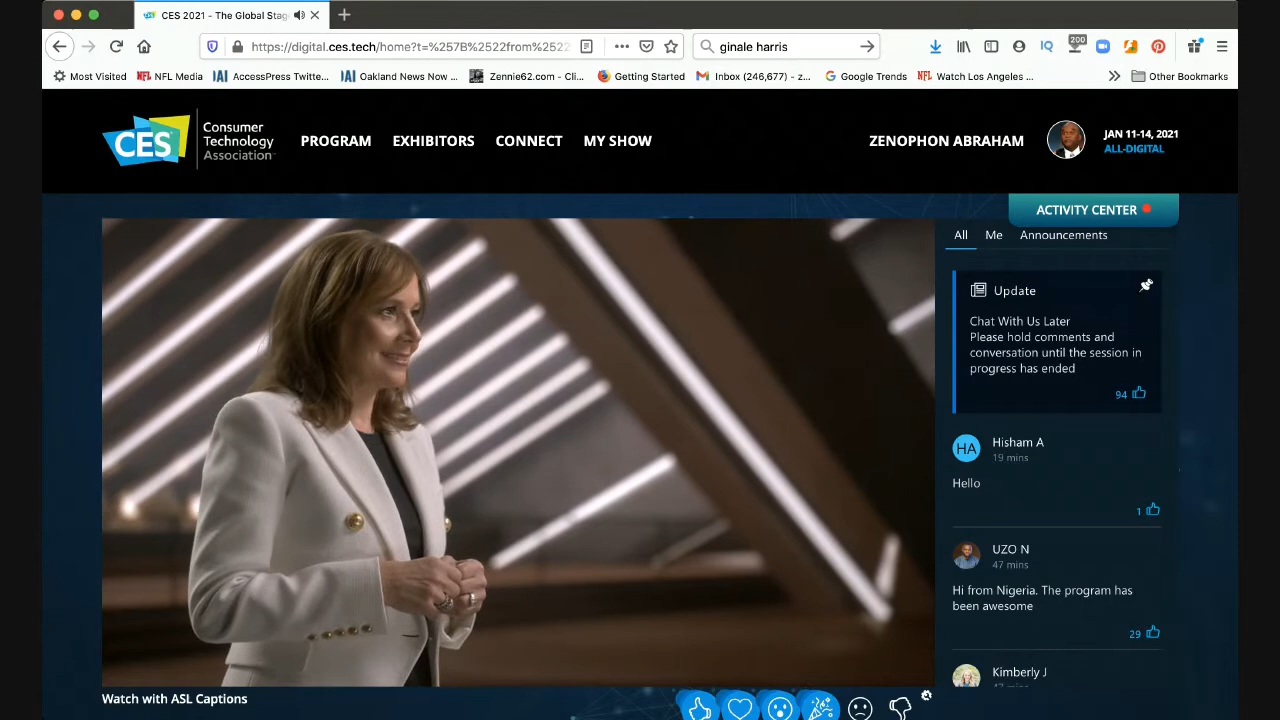 CES 2021 - The Global Stag
https://digital.ces.tech/home?t=%257B%2522from%2522
ginale harris
200
IQ
Most Visited
NFL Media
IAI AccessPress Twitte...
IAI Oakland News Now ...
Zennie62.com - Cli...
Getting Started
Inbox (246,677) - z...
Google Trends
Watch Los Angeles ...
Other Bookmarks
CES
Consumer
Technology
Association
PROGRAM
EXHIBITORS
CONNECT
MY SHOW
ZENOPHON ABRAHAM
JAN 11-14, 2021
ALL-DIGITAL
ACTIVITY CENTER
All Me Announcements
Update
Chat With Us Later
Please hold comments and
conversation until the session in
progress has ended
94
HA
Hisham A
19 mins
Hello
1
UZO N
47 mins
Hi from Nigeria. The program has
been awesome
29
Kimberly J
Watch with ASL Captions